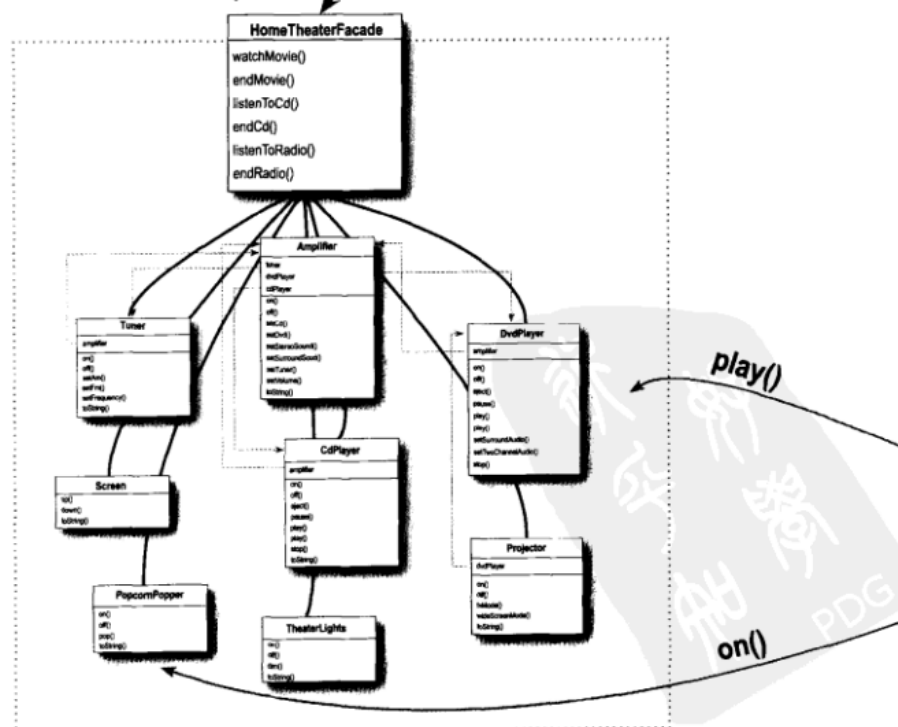 HomeTheaterFacade
watchMovie()
endMovie()
listenToCd()
endCd()
listenToRadio()
endRadio()
Amplifier
tuner
dvdPlayer
cdPlayer
on()
off()
setCd()
setDvd()
setStereoSound()
setSurroundSound()
setTuner()
setVolume()
toString()
Tuner
amplifier
on()
off()
setAm()
setFm()
setFrequency()
toString()
DvdPlayer
amplifier
on()
off()
eject()
pause()
play()
play()
setSurroundAudio()
setTwoChannelAudio()
stop()
play()
CdPlayer
amplifier
on()
off()
eject()
pause()
play()
play()
stop()
toString()
Screen
up()
down()
toString()
Projector
dvdPlayer
on()
off()
tvMode()
wideScreenMode()
toString()
PopcornPopper
on()
off()
pop()
toString()
TheaterLights
on()
off()
dim()
toString()
on()
PDG